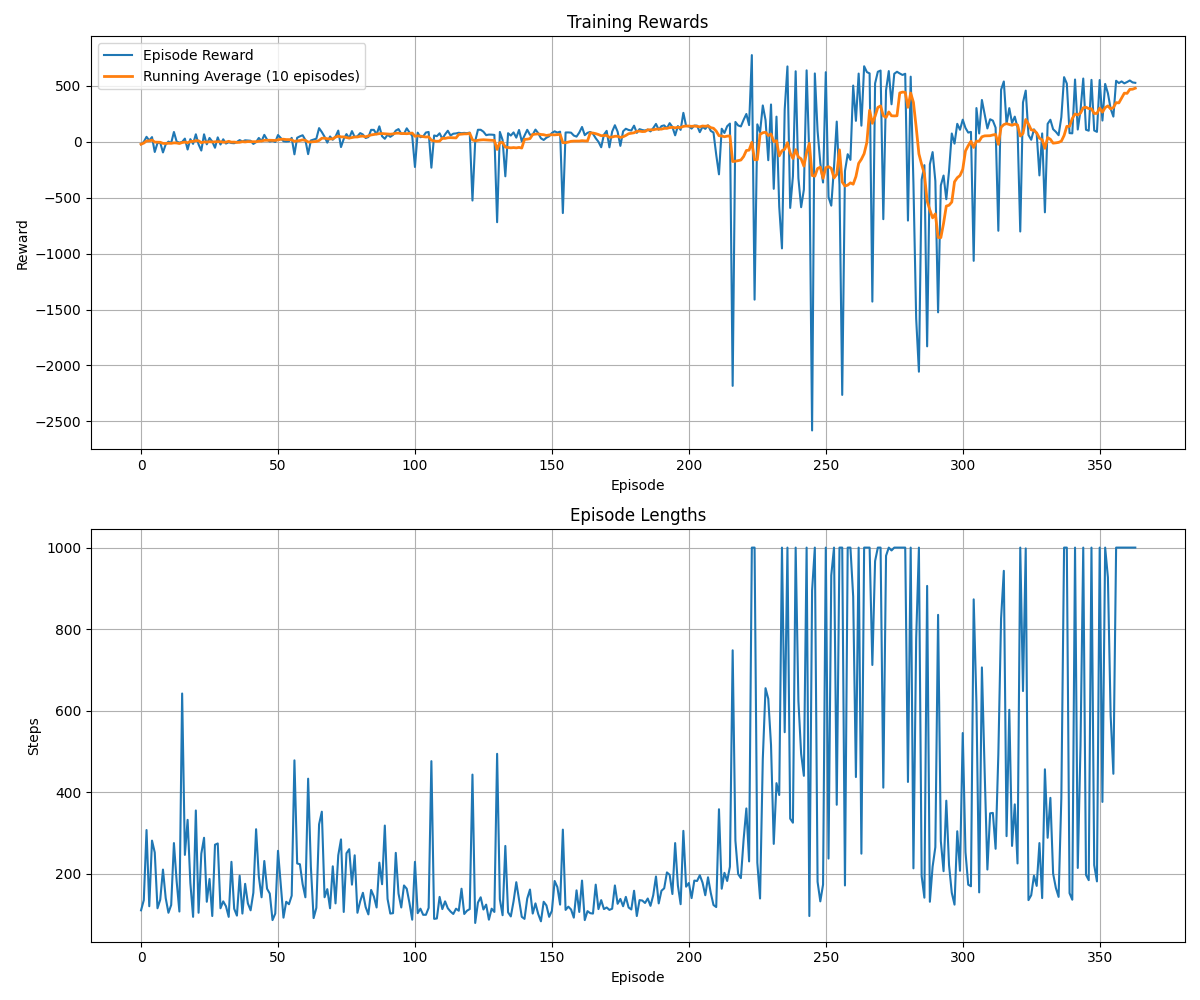 Training Rewards
Episode Reward
Running Average (10 episodes)
Reward
500
0
−500
−1000
−1500
−2000
−2500
0 50 100 150 200 250 300 350
Episode
Episode Lengths
Steps
1000
800
600
400
200
0 50 100 150 200 250 300 350
Episode